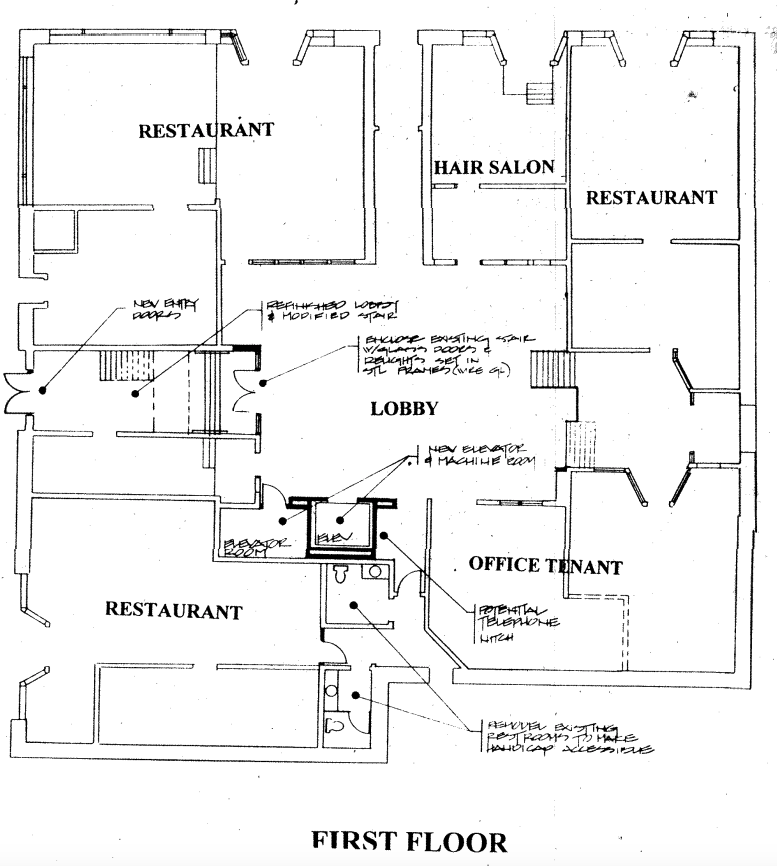 RESTAURANT
HAIR SALON
RESTAURANT
NEW ENTRY
DOORS
REFINISHED LOBBY
& MODIFIED STAIR
ENCLOSE EXISTING STAIR
W/GLASS DOORS &
RELIGHTS SET IN
STL FRAMES (WIRE GL)
LOBBY
NEW ELEVATOR
& MACHINE ROOM
ELEVATOR
ROOM
ELEV
OFFICE TENANT
RESTAURANT
POTENTIAL
TELEPHONE
NITCH
REMODEL EXISTING
RESTROOMS TO MAKE
HANDICAP ACCESSIBLE
FIRST FLOOR